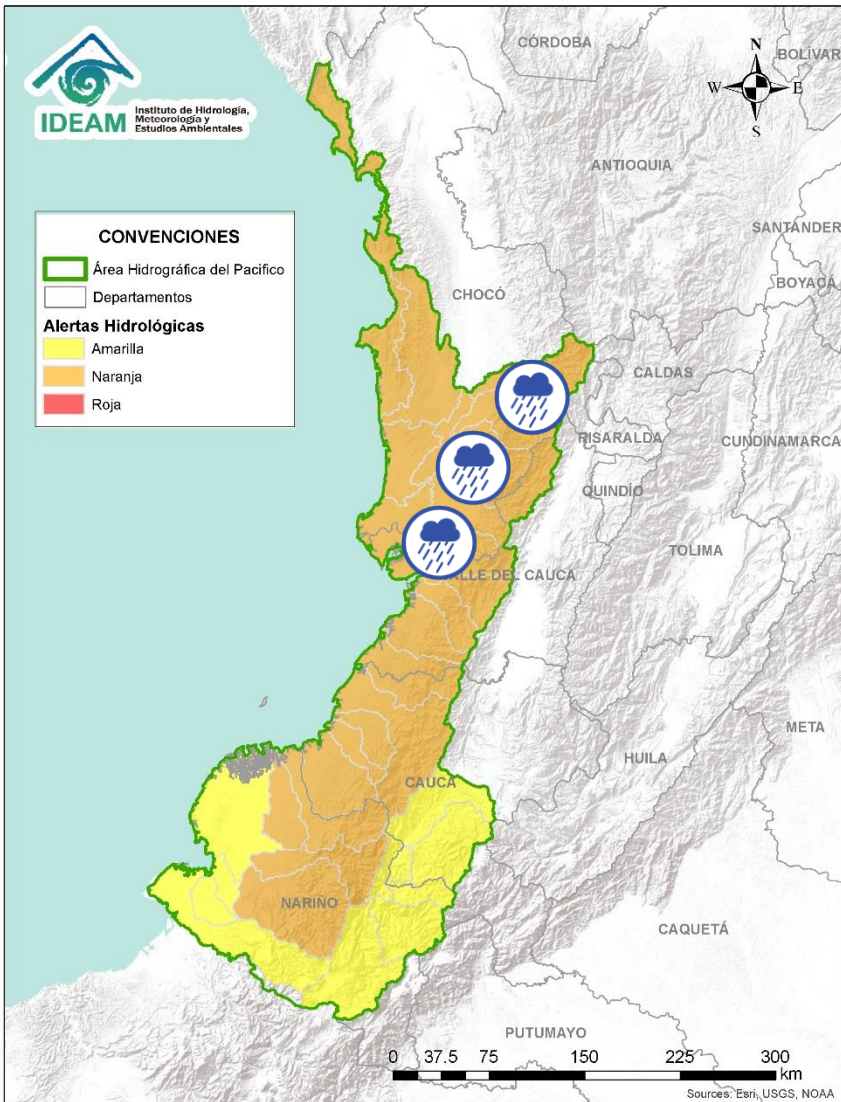 IDEAM
Instituto de Hidrología,
Meteorología y
Estudios Ambientales
CÓRDOBA
BOLÍVAR
N
W E
S
ANTIOQUIA
SANTANDER
BOYACÁ
CONVENCIONES
Área Hidrográfica del Pacifico
Departamentos
Alertas Hidrológicas
Amarilla
Naranja
Roja
CHOCÓ
CALDAS
RISARALDA
CUNDINAMARCA
QUINDÍO
TOLIMA
ALLE DEL CAUCA
META
HUILA
CAUCA
NARIÑO
CAQUETÁ
PUTUMAYO
0 37.5 75 150 225 300
km
Sources: Esri, USGS, NOAA